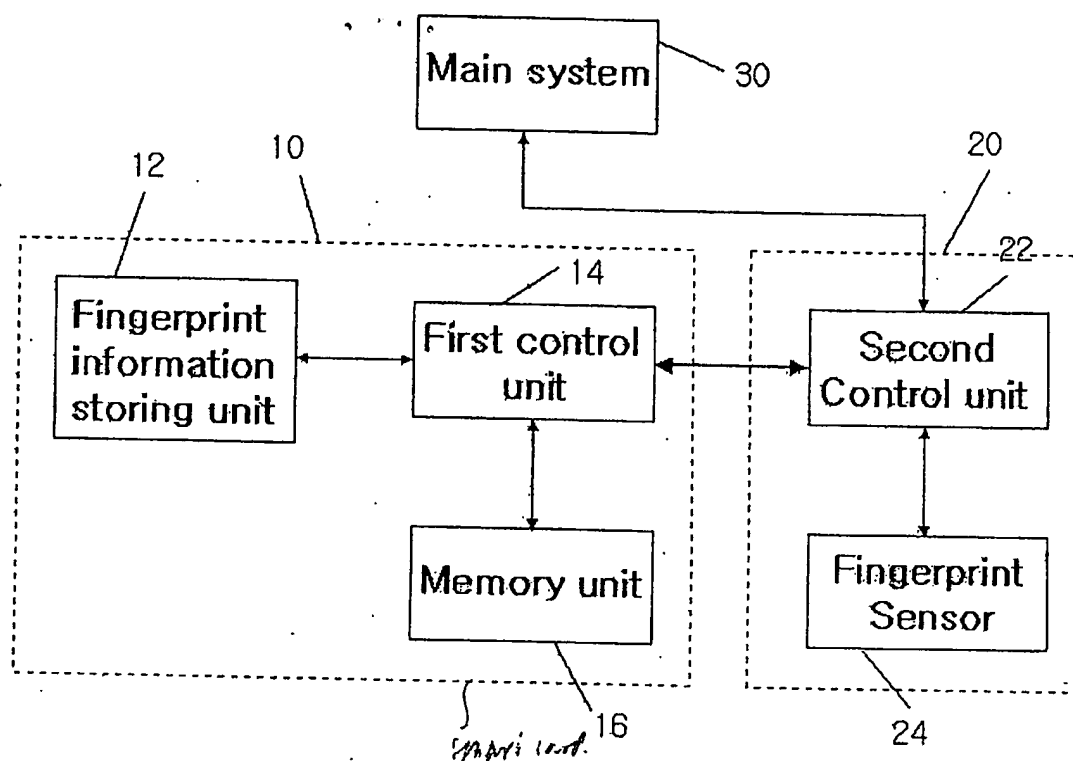 Main system
30
10
20
12
22
14
Fingerprint
information
storing unit
First control
unit
Second
Control unit
Memory unit
Fingerprint
Sensor
16
24